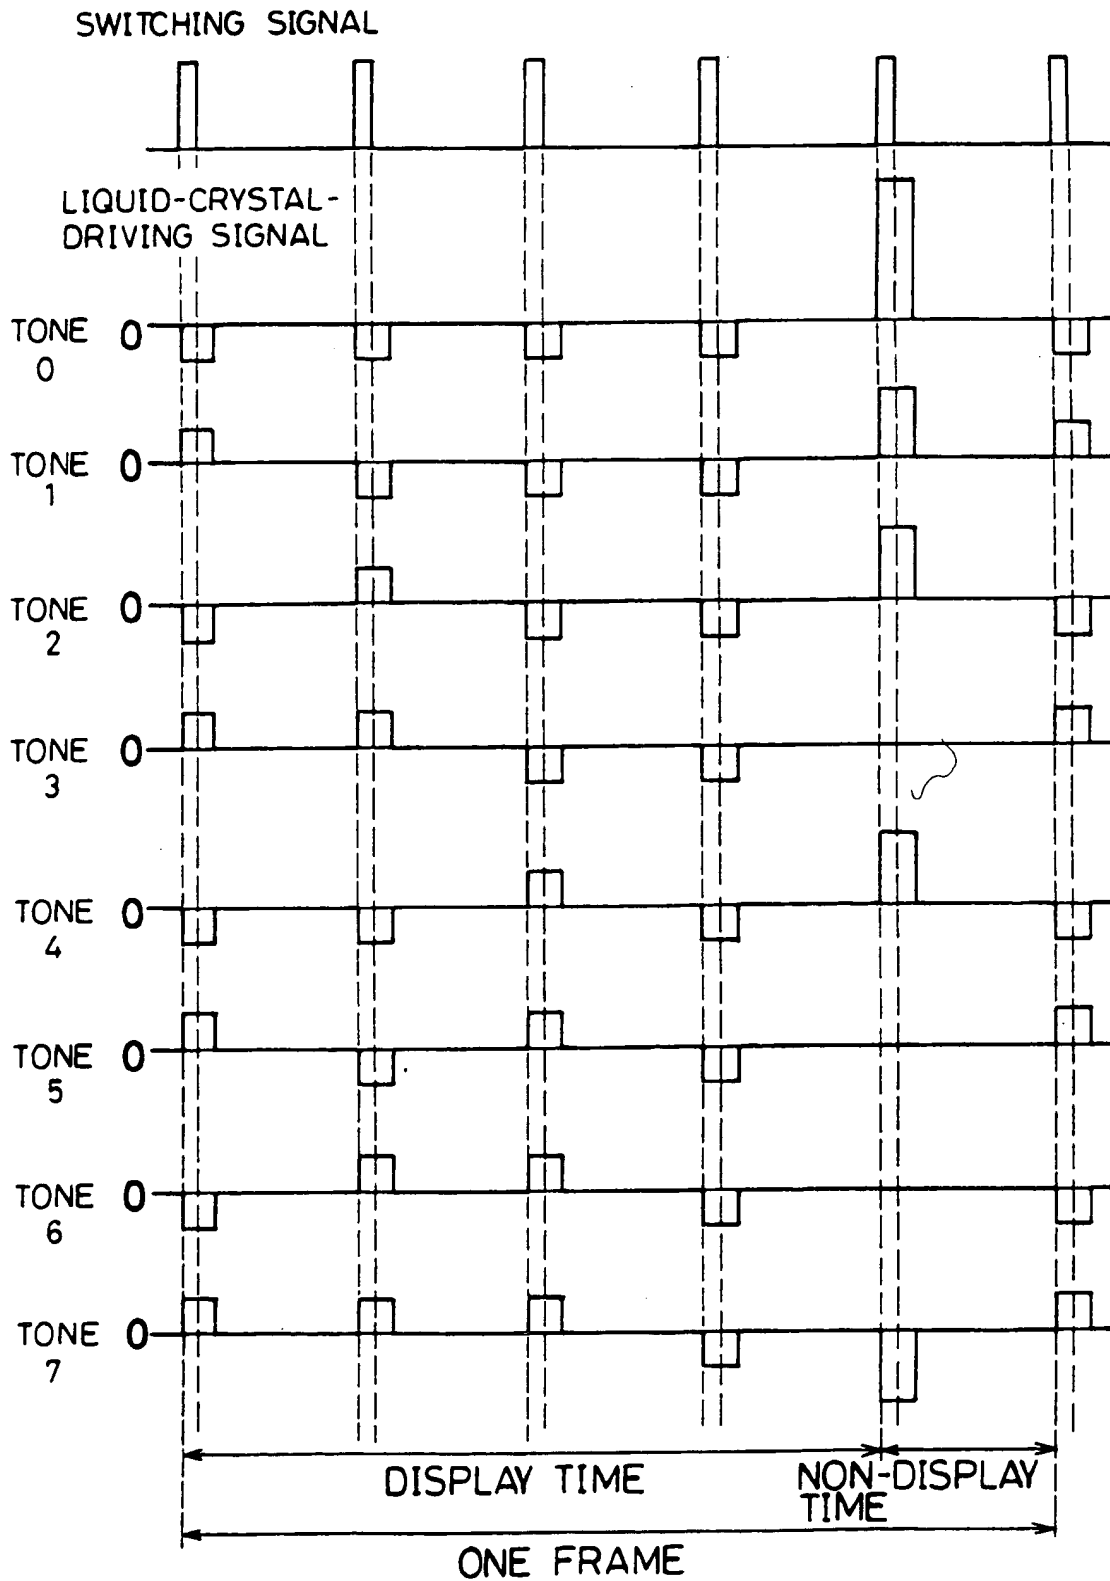 SWITCHING SIGNAL
LIQUID-CRYSTAL-
DRIVING SIGNAL
TONE 0
0
TONE 0
1
TONE 0
2
TONE 0
3
TONE 0
4
TONE 0
5
TONE 0
6
TONE 0
7
DISPLAY TIME
NON-DISPLAY
TIME
ONE FRAME